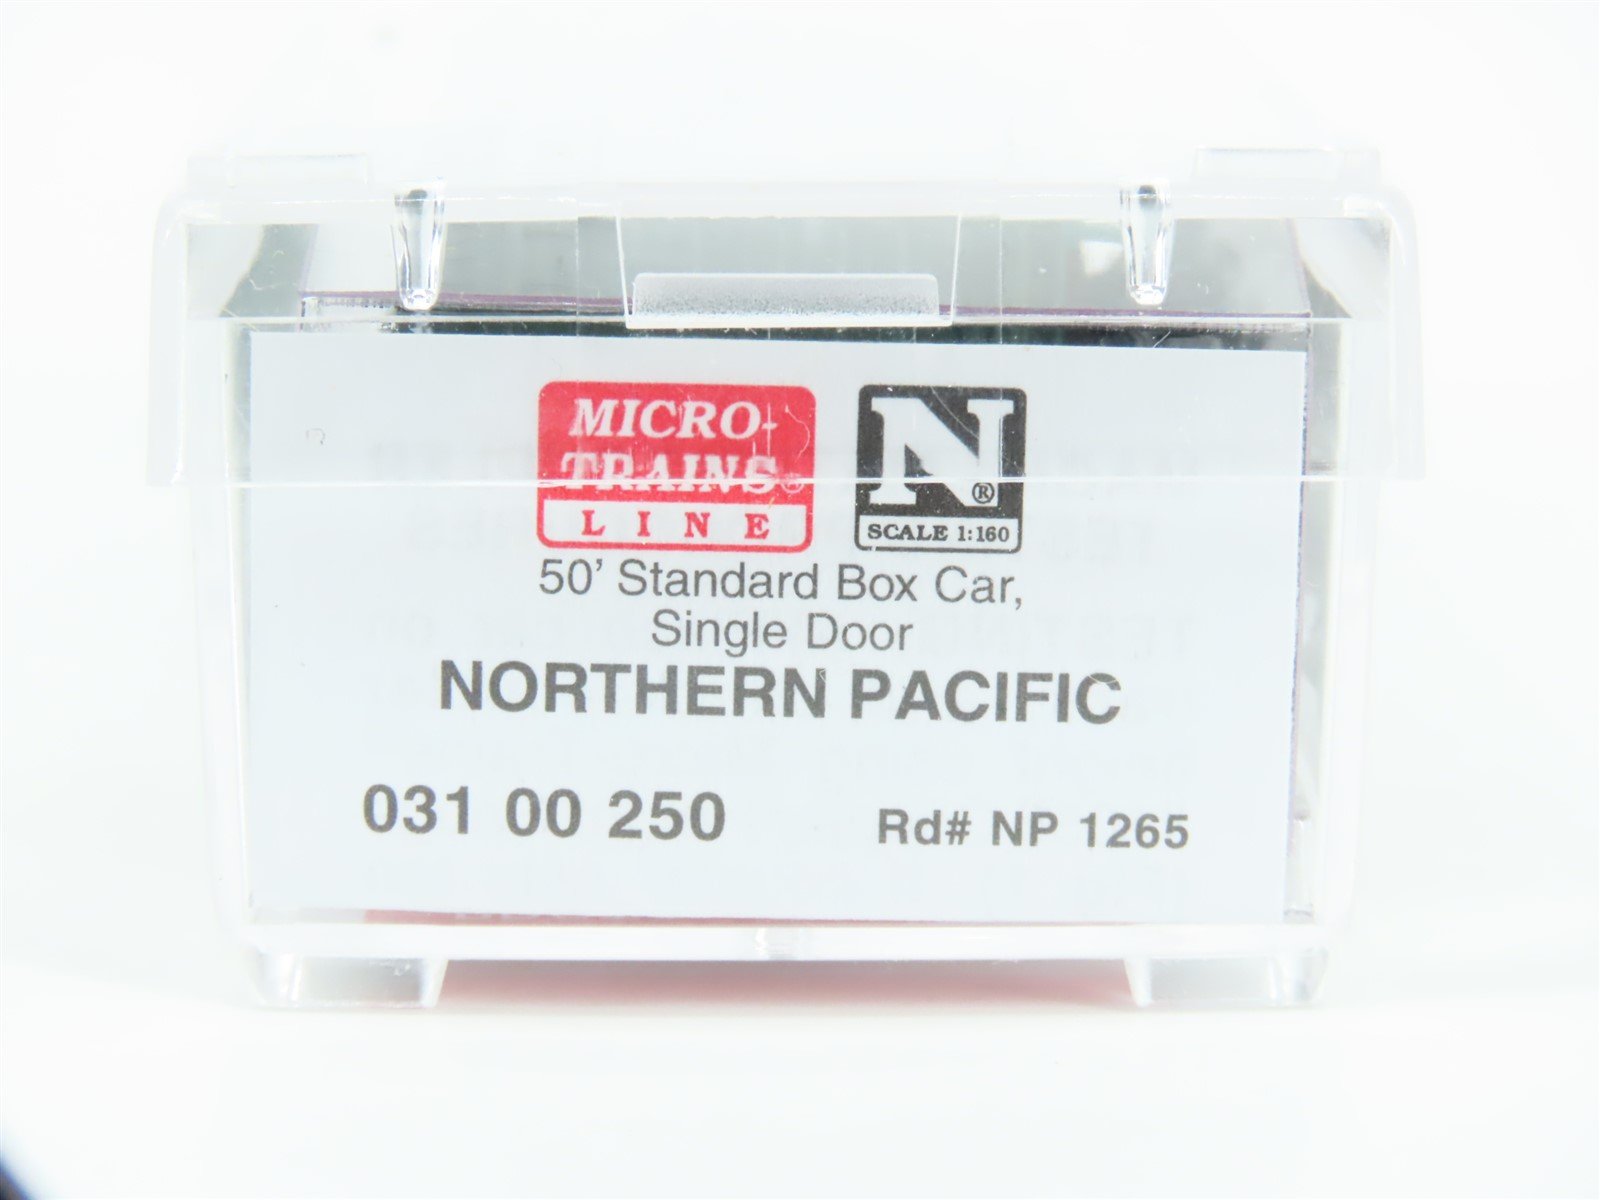 MICRO-
TRAINS®
LINE
N®
SCALE 1:160
50' Standard Box Car,
Single Door
NORTHERN PACIFIC
031 00 250
Rd# NP 1265